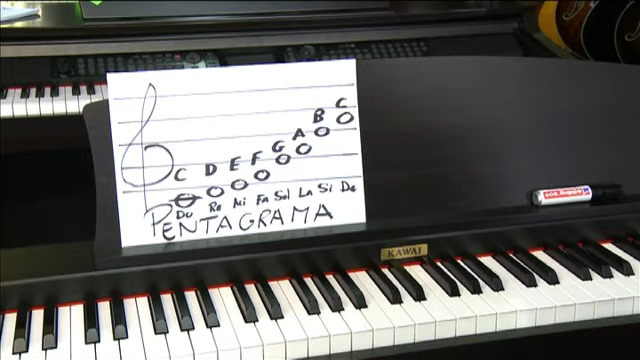 C D E F G A B C
Do Re Mi Fa Sol La Si Do
PENTAGRAMA
KAWAI